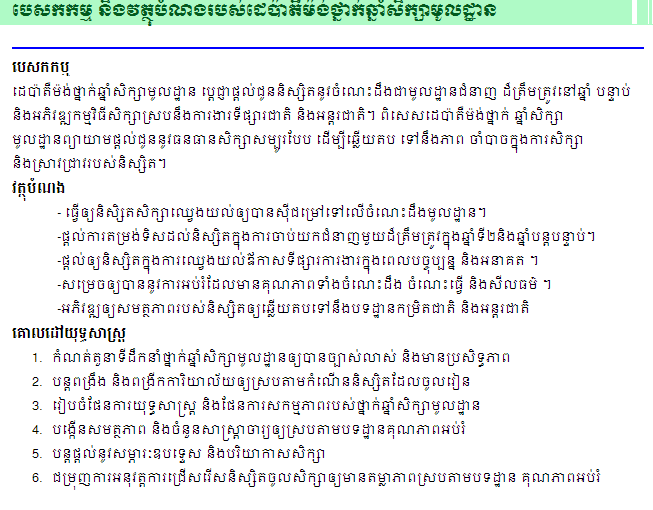 បេសកកម្ម និងវត្ថុបំណងរបស់ដេប៉ាតឺម៉ង់ថ្នាក់ឆ្នាំសិក្សាមូលដ្ឋាន
បេសកកម្ម
ដេប៉ាតឺម៉ង់ថ្នាក់ឆ្នាំសិក្សាមូលដ្ឋាន ប្តេជ្ញាផ្តល់ជូននិស្សិតនូវចំណេះដឹងជាមូលដ្ឋានជំនាញ ដ៏ត្រឹមត្រូវនៅឆ្នាំ បន្ទាប់
និងអភិវឌ្ឍកម្មវិធីសិក្សាស្របនឹងការងារទីផ្សារជាតិ និងអន្តរជាតិ។ ពិសេសដេប៉ាតឺម៉ង់ថ្នាក់ ឆ្នាំសិក្សា
មូលដ្ឋានព្យាយាមផ្តល់ជូននូវធនធានសិក្សាសម្បូរបែប ដើម្បីឆ្លើយតប ទៅនឹងភាព ចាំបាច់ក្នុងការសិក្សា
និងស្រាវជ្រាវរបស់និស្សិត។
វត្ថុបំណង
- ធ្វើឲ្យនិស្សិតសិក្សាឈ្វេងយល់ឲ្យបានស៊ីជម្រៅទៅលើចំណេះដឹងមូលដ្ឋាន។
-ផ្តល់ការតម្រង់ទិសដល់និស្សិតក្នុងការចាប់យកជំនាញមួយដ៏ត្រឹមត្រូវក្នុងឆ្នាំទី២និងឆ្នាំបន្តបន្ទាប់។
-ផ្តល់ឲ្យនិស្សិតក្នុងការឈ្វេងយល់ឳកាសទីផ្សារការងារក្នុងពេលបច្ចុប្បន្ន និងអនាគត ។
-សម្រេចឲ្យបាននូវការអប់រំដែលមានគុណភាពទាំងចំណេះដឹង ចំណេះធ្វើ និងសីលធម៌ ។
-អភិវឌ្ឍឲ្យសមត្ថភាពរបស់និស្សិតឲ្យឆ្លើយតបទៅនឹងបទដ្ឋានកម្រិតជាតិ និងអន្តរជាតិ
គោលដៅយុទ្ធសាស្ត្រ
1. កំណត់តួនាទីដឹកនាំថ្នាក់ឆ្នាំសិក្សាមូលដ្ឋានឲ្យបានច្បាស់លាស់ និងមានប្រសិទ្ធភាព
2. បន្តពង្រឹង និងពង្រីកការិយាល័យឲ្យស្របតាមកំណើននិស្សិតដែលចូលរៀន
3. រៀបចំផែនការយុទ្ធសាស្ត្រ និងផែនការសកម្មភាពរបស់ថ្នាក់ឆ្នាំសិក្សាមូលដ្ឋាន
4. បង្កើនសមត្ថភាព និងចំនួនសាស្ត្រាចារ្យឲ្យស្របតាមបទដ្ឋានគុណភាពអប់រំ
5. បន្តផ្តល់នូវសម្ភារៈឧបទ្ទេស និងបរិយាកាសសិក្សា
6. ជម្រុញការអនុវត្តការជ្រើសរើសនិស្សិតចូលសិក្សាឲ្យមានតម្លាភាពស្របតាមបទដ្ឋាន គុណភាពអប់រំ